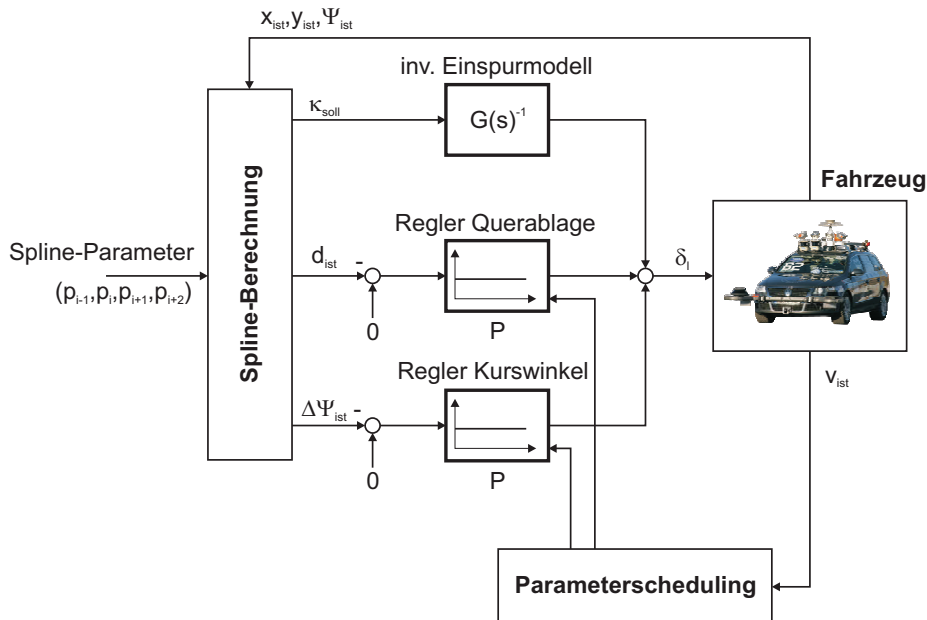 x_ist,y_ist,Ψ_ist
inv. Einspurmodell
κ_soll
G(s)^-1
Fahrzeug
Spline-Berechnung
Spline-Parameter
(p_i-1,p_i,p_i+1,p_i+2)
Regler Querablage
d_ist
-
0
P
δ_l
Regler Kurswinkel
ΔΨ_ist
-
0
P
v_ist
Parameterscheduling